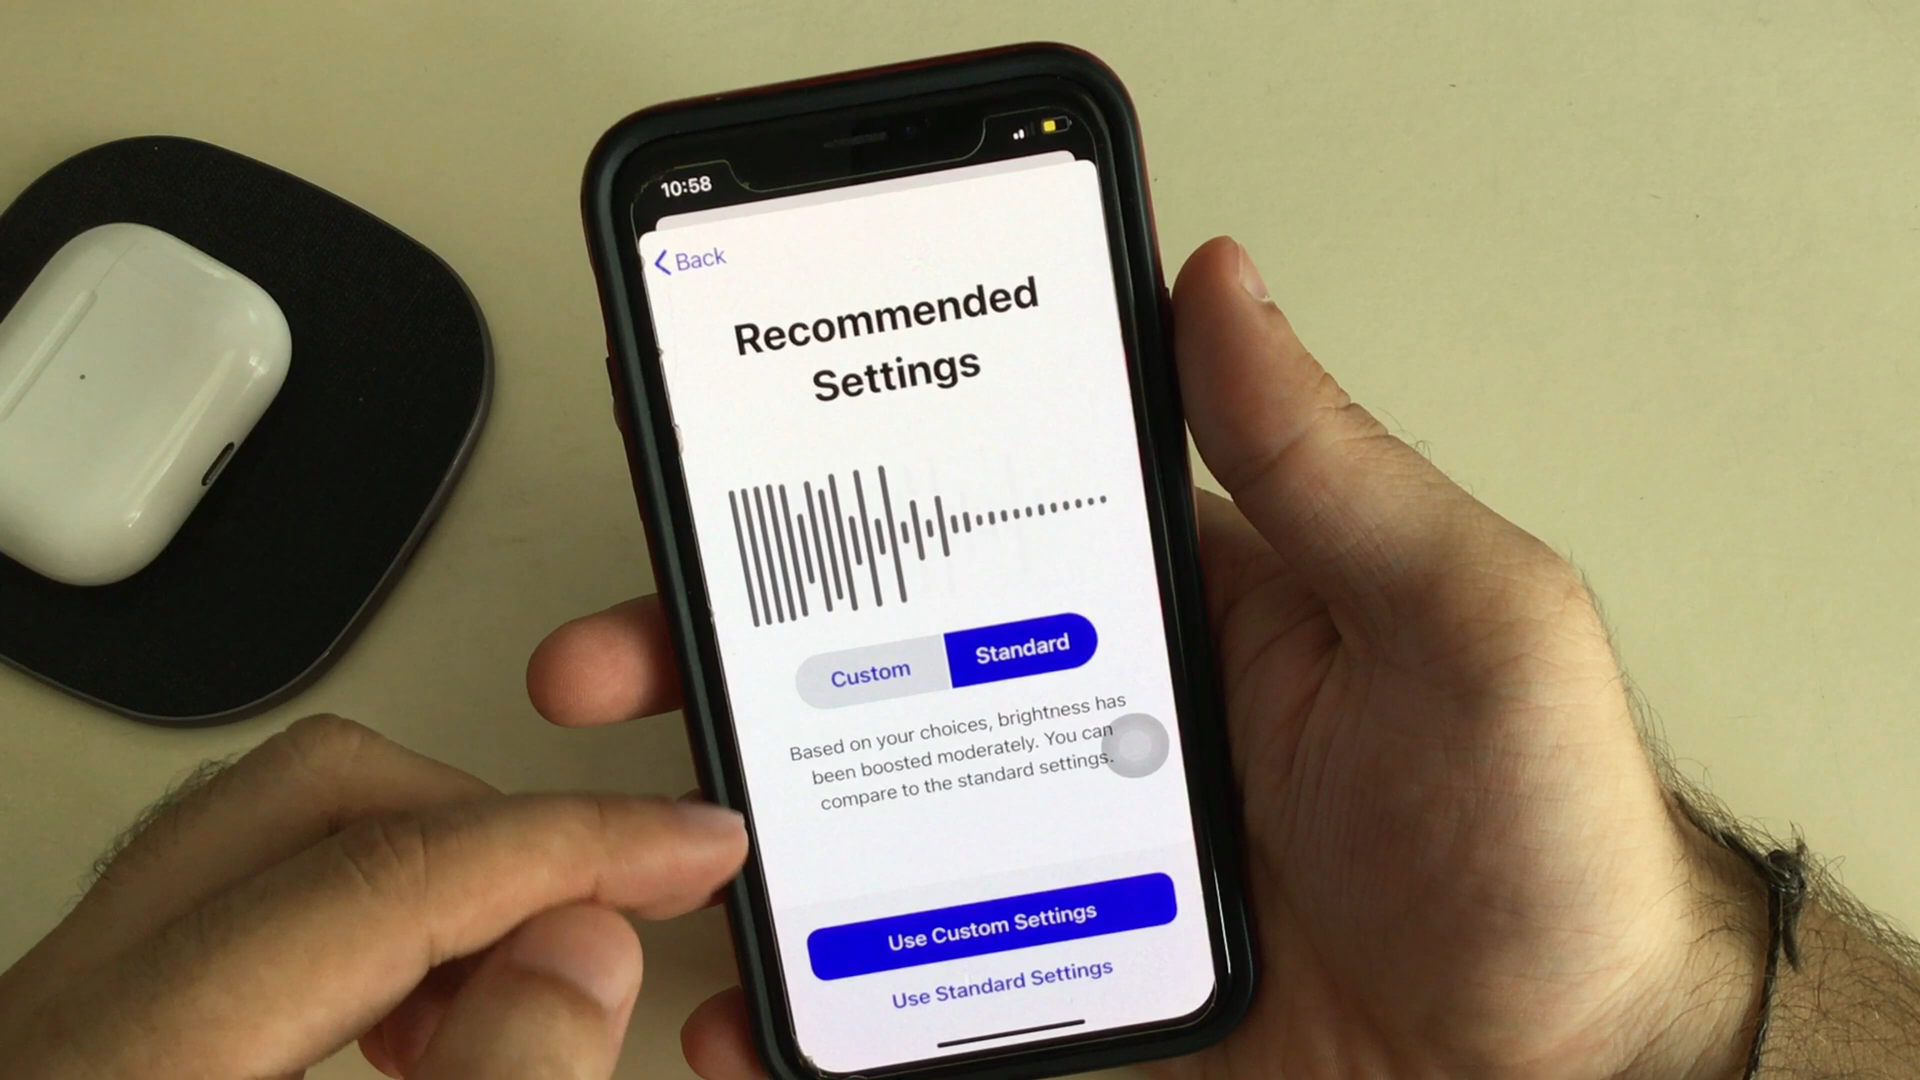 10:58
Back
Recommended
Settings
Custom
Standard
Based on your choices, brightness has
been boosted moderately. You can
compare to the standard settings.
Use Custom Settings
Use Standard Settings